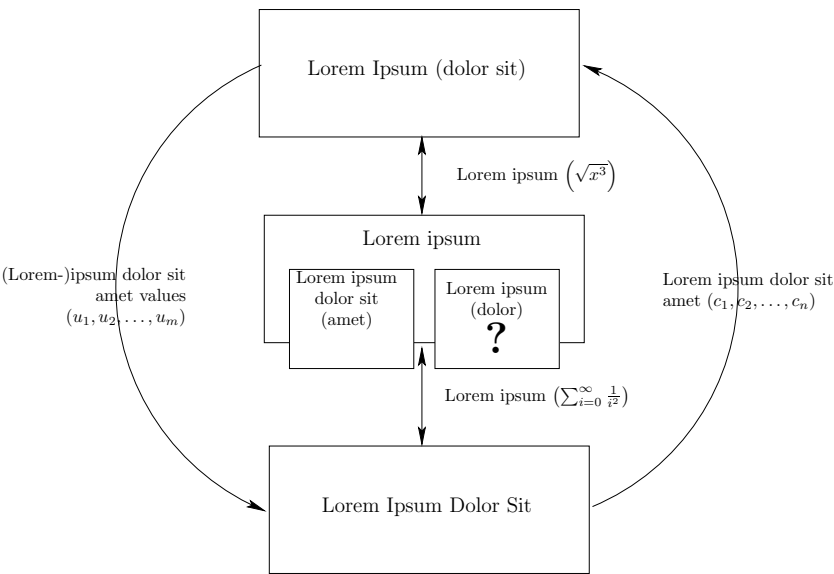 Lorem Ipsum (dolor sit)
Lorem ipsum (√x³)
Lorem ipsum
(Lorem-)ipsum dolor sit
amet values
(u₁, u₂, . . . , uₘ)
Lorem ipsum
dolor sit
(amet)
Lorem ipsum
(dolor)
?
Lorem ipsum dolor sit
amet (c₁, c₂, . . . , cₙ)
Lorem ipsum (∑_{i=0}^{∞} 1/i²)
Lorem Ipsum Dolor Sit